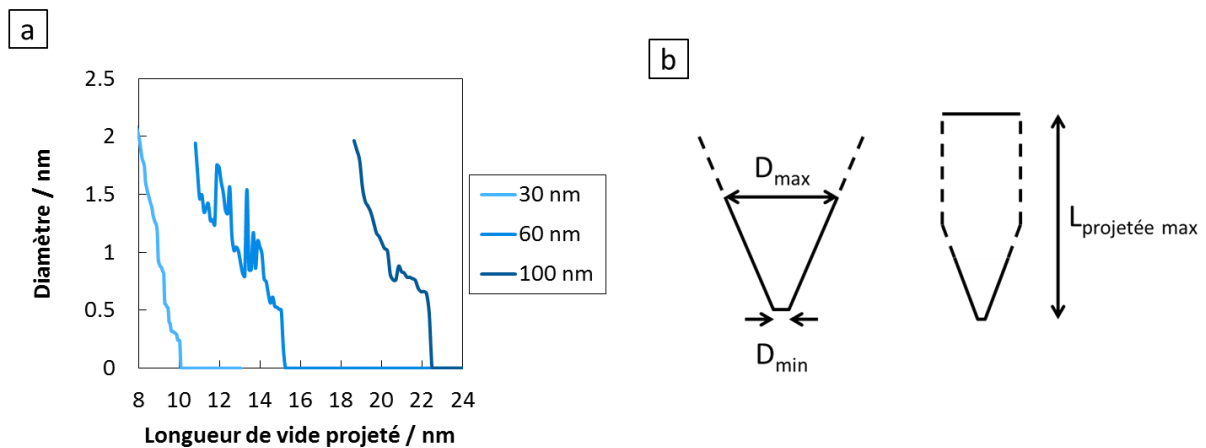 a
2.5
2
1.5
1
0.5
0
8 10 12 14 16 18 20 22 24
Diamètre / nm
Longueur de vide projeté / nm
30 nm
60 nm
100 nm
b
Dmax
Dmin
Lprojetée max